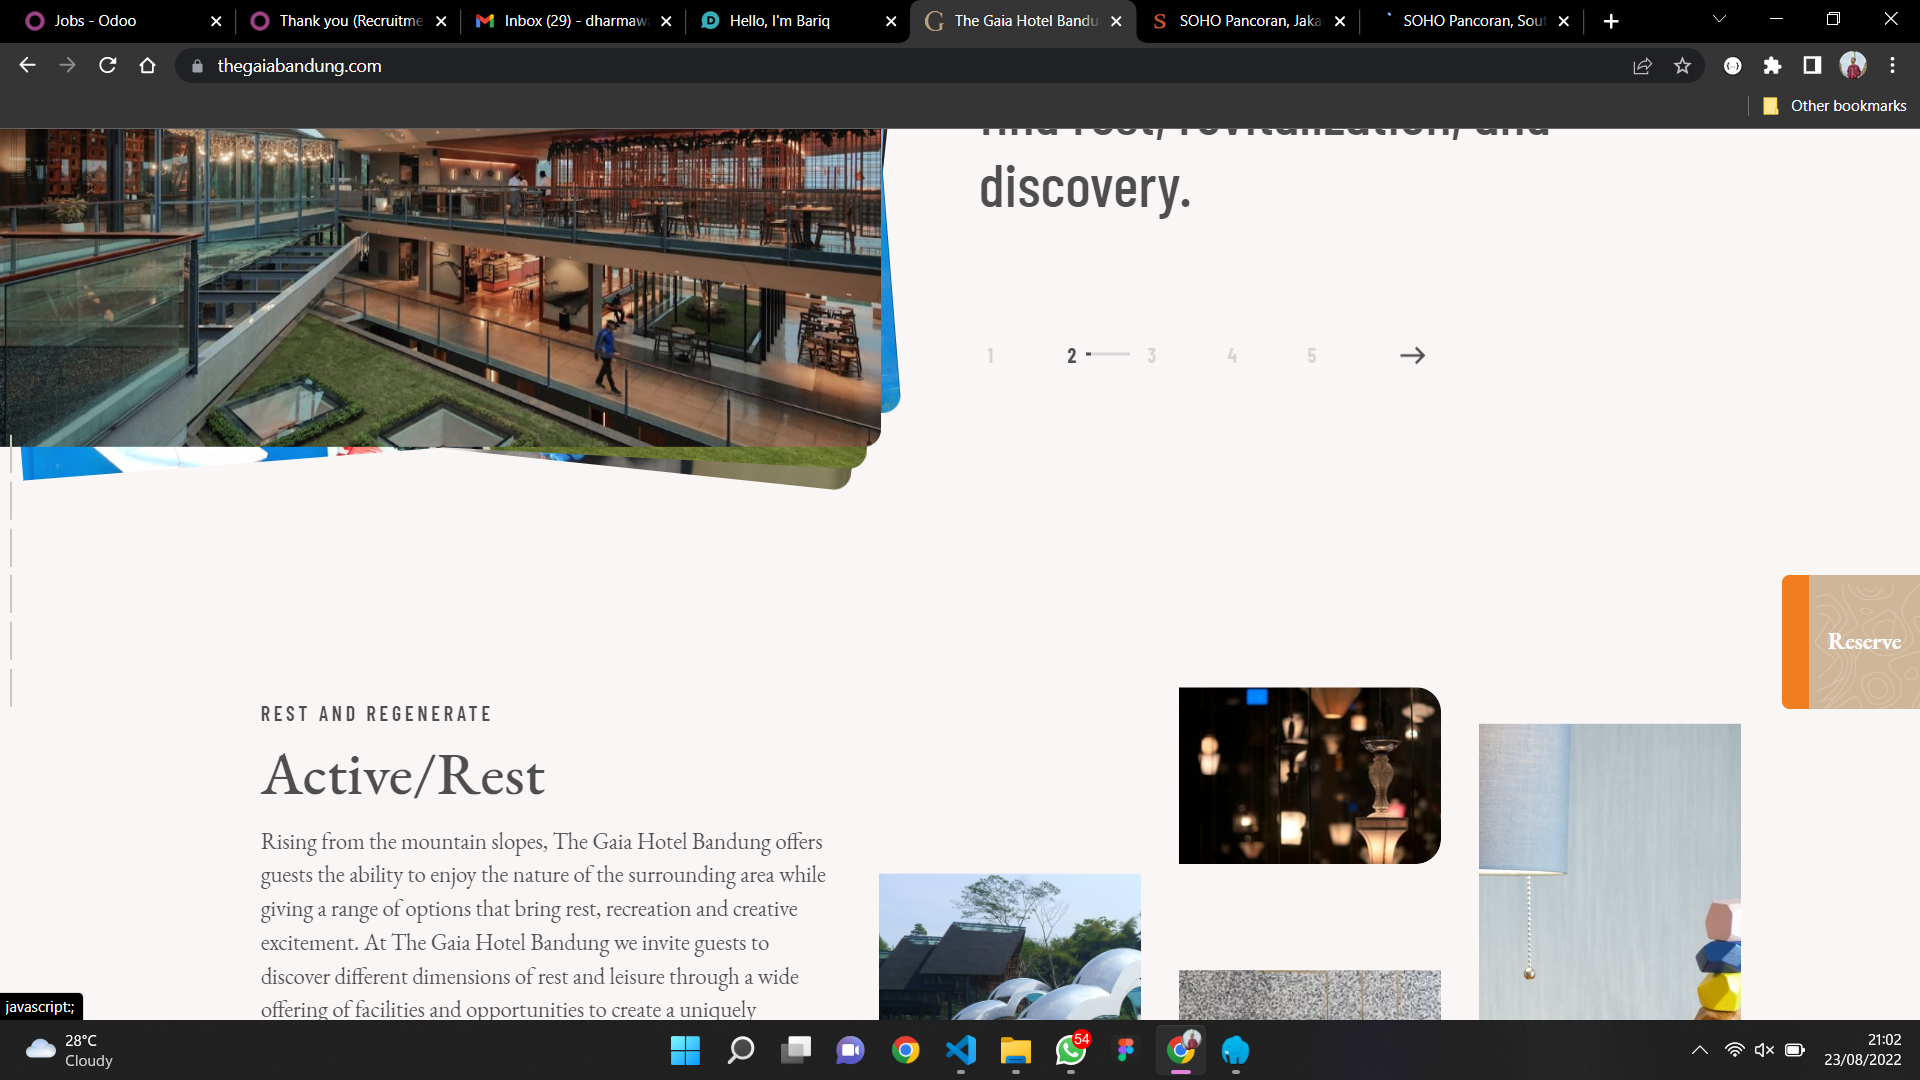 Jobs - Odoo
Thank you (Recruitme
Inbox (29) - dharmaw
Hello, I'm Bariq
The Gaia Hotel Bandu
SOHO Pancoran, Jaka
SOHO Pancoran, Sout
thegaiabandung.com
Other bookmarks
find rest, revitalization, and
discovery.
1 2 3 4 5
Reserve
REST AND REGENERATE
Active/Rest
Rising from the mountain slopes, The Gaia Hotel Bandung offers
guests the ability to enjoy the nature of the surrounding area while
giving a range of options that bring rest, recreation and creative
excitement. At The Gaia Hotel Bandung we invite guests to
discover different dimensions of rest and leisure through a wide
offering of facilities and opportunities to create a uniquely
javascript:;
28°C
Cloudy
54
21:02
23/08/2022